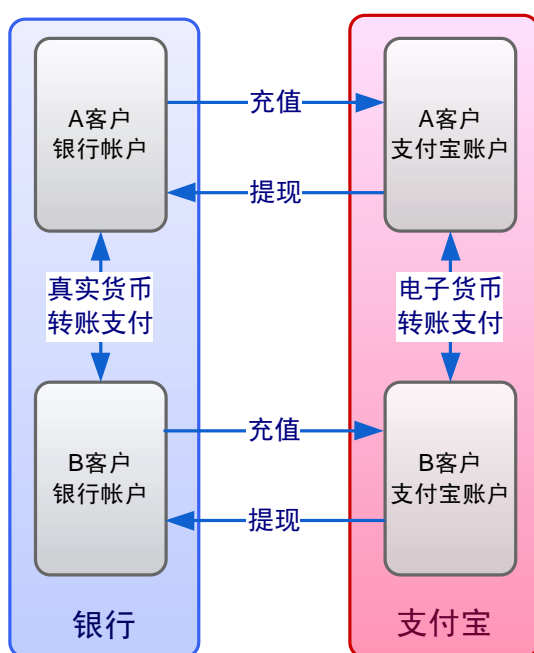 A客户
银行帐户
充值
A客户
支付宝账户
提现
真实货币
转账支付
电子货币
转账支付
B客户
银行帐户
充值
B客户
支付宝账户
提现
银行
支付宝